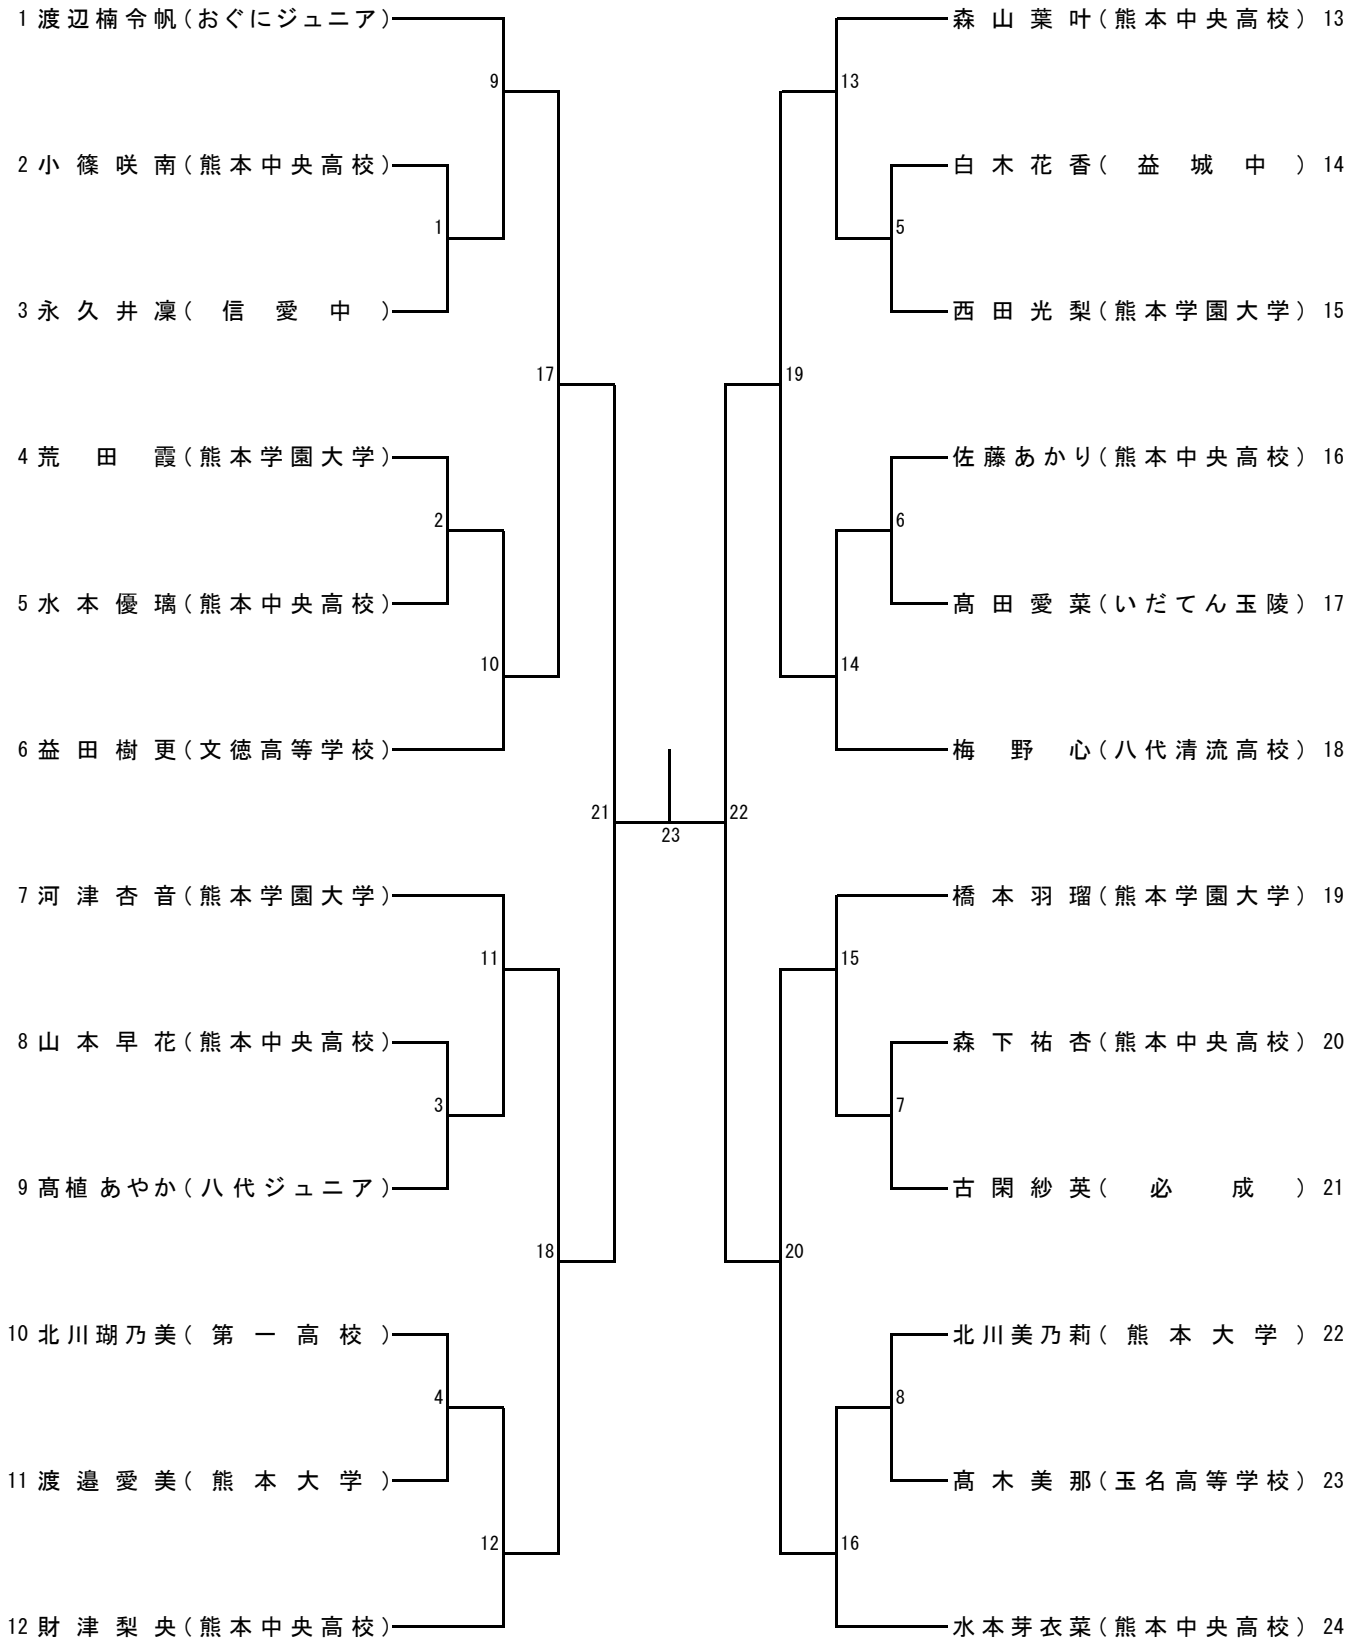 1 渡辺楠令帆(おぐにジュニア)
9
2 小篠咲南(熊本中央高校)
1
3 永久井凜(信愛中)
17
4 荒田霞(熊本学園大学)
2
5 水本優璃(熊本中央高校)
10
6 益田樹更(文徳高等学校)
21
7 河津杏音(熊本学園大学)
11
8 山本早花(熊本中央高校)
3
9 髙植あやか(八代ジュニア)
18
10 北川瑚乃美(第一高校)
4
11 渡邉愛美(熊本大学)
12
12 財津梨央(熊本中央高校)
23
森山葉叶(熊本中央高校) 13
13
白木花香(益城中) 14
5
西田光梨(熊本学園大学) 15
19
佐藤あかり(熊本中央高校) 16
6
髙田愛菜(いだてん玉陵) 17
14
梅野心(八代清流高校) 18
22
橋本羽瑠(熊本学園大学) 19
15
森下祐杏(熊本中央高校) 20
7
古閑紗英(必成) 21
20
北川美乃莉(熊本大学) 22
8
髙木美那(玉名高等学校) 23
16
水本芽衣菜(熊本中央高校) 24